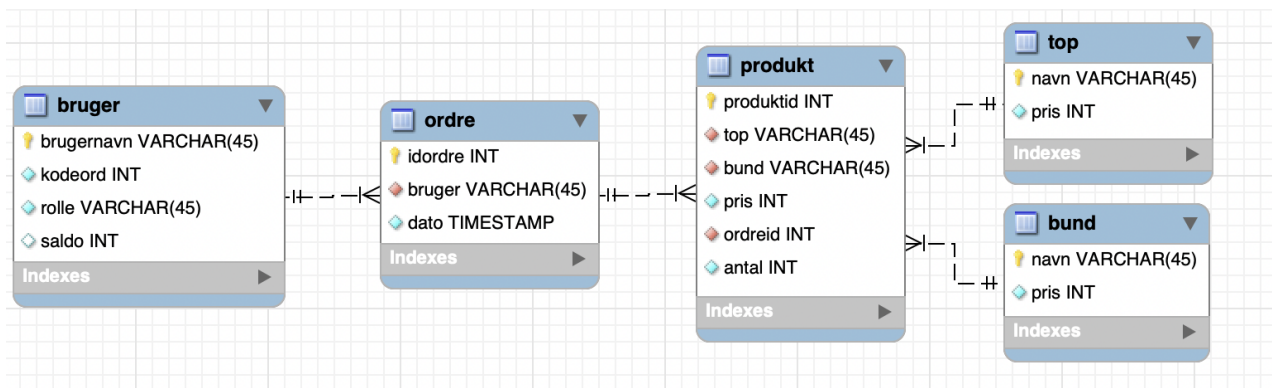 bruger
brugernavn VARCHAR(45)
kodeord INT
rolle VARCHAR(45)
saldo INT
Indexes
ordre
idordre INT
bruger VARCHAR(45)
dato TIMESTAMP
Indexes
produkt
produktid INT
top VARCHAR(45)
bund VARCHAR(45)
pris INT
ordreid INT
antal INT
Indexes
top
navn VARCHAR(45)
pris INT
Indexes
bund
navn VARCHAR(45)
pris INT
Indexes